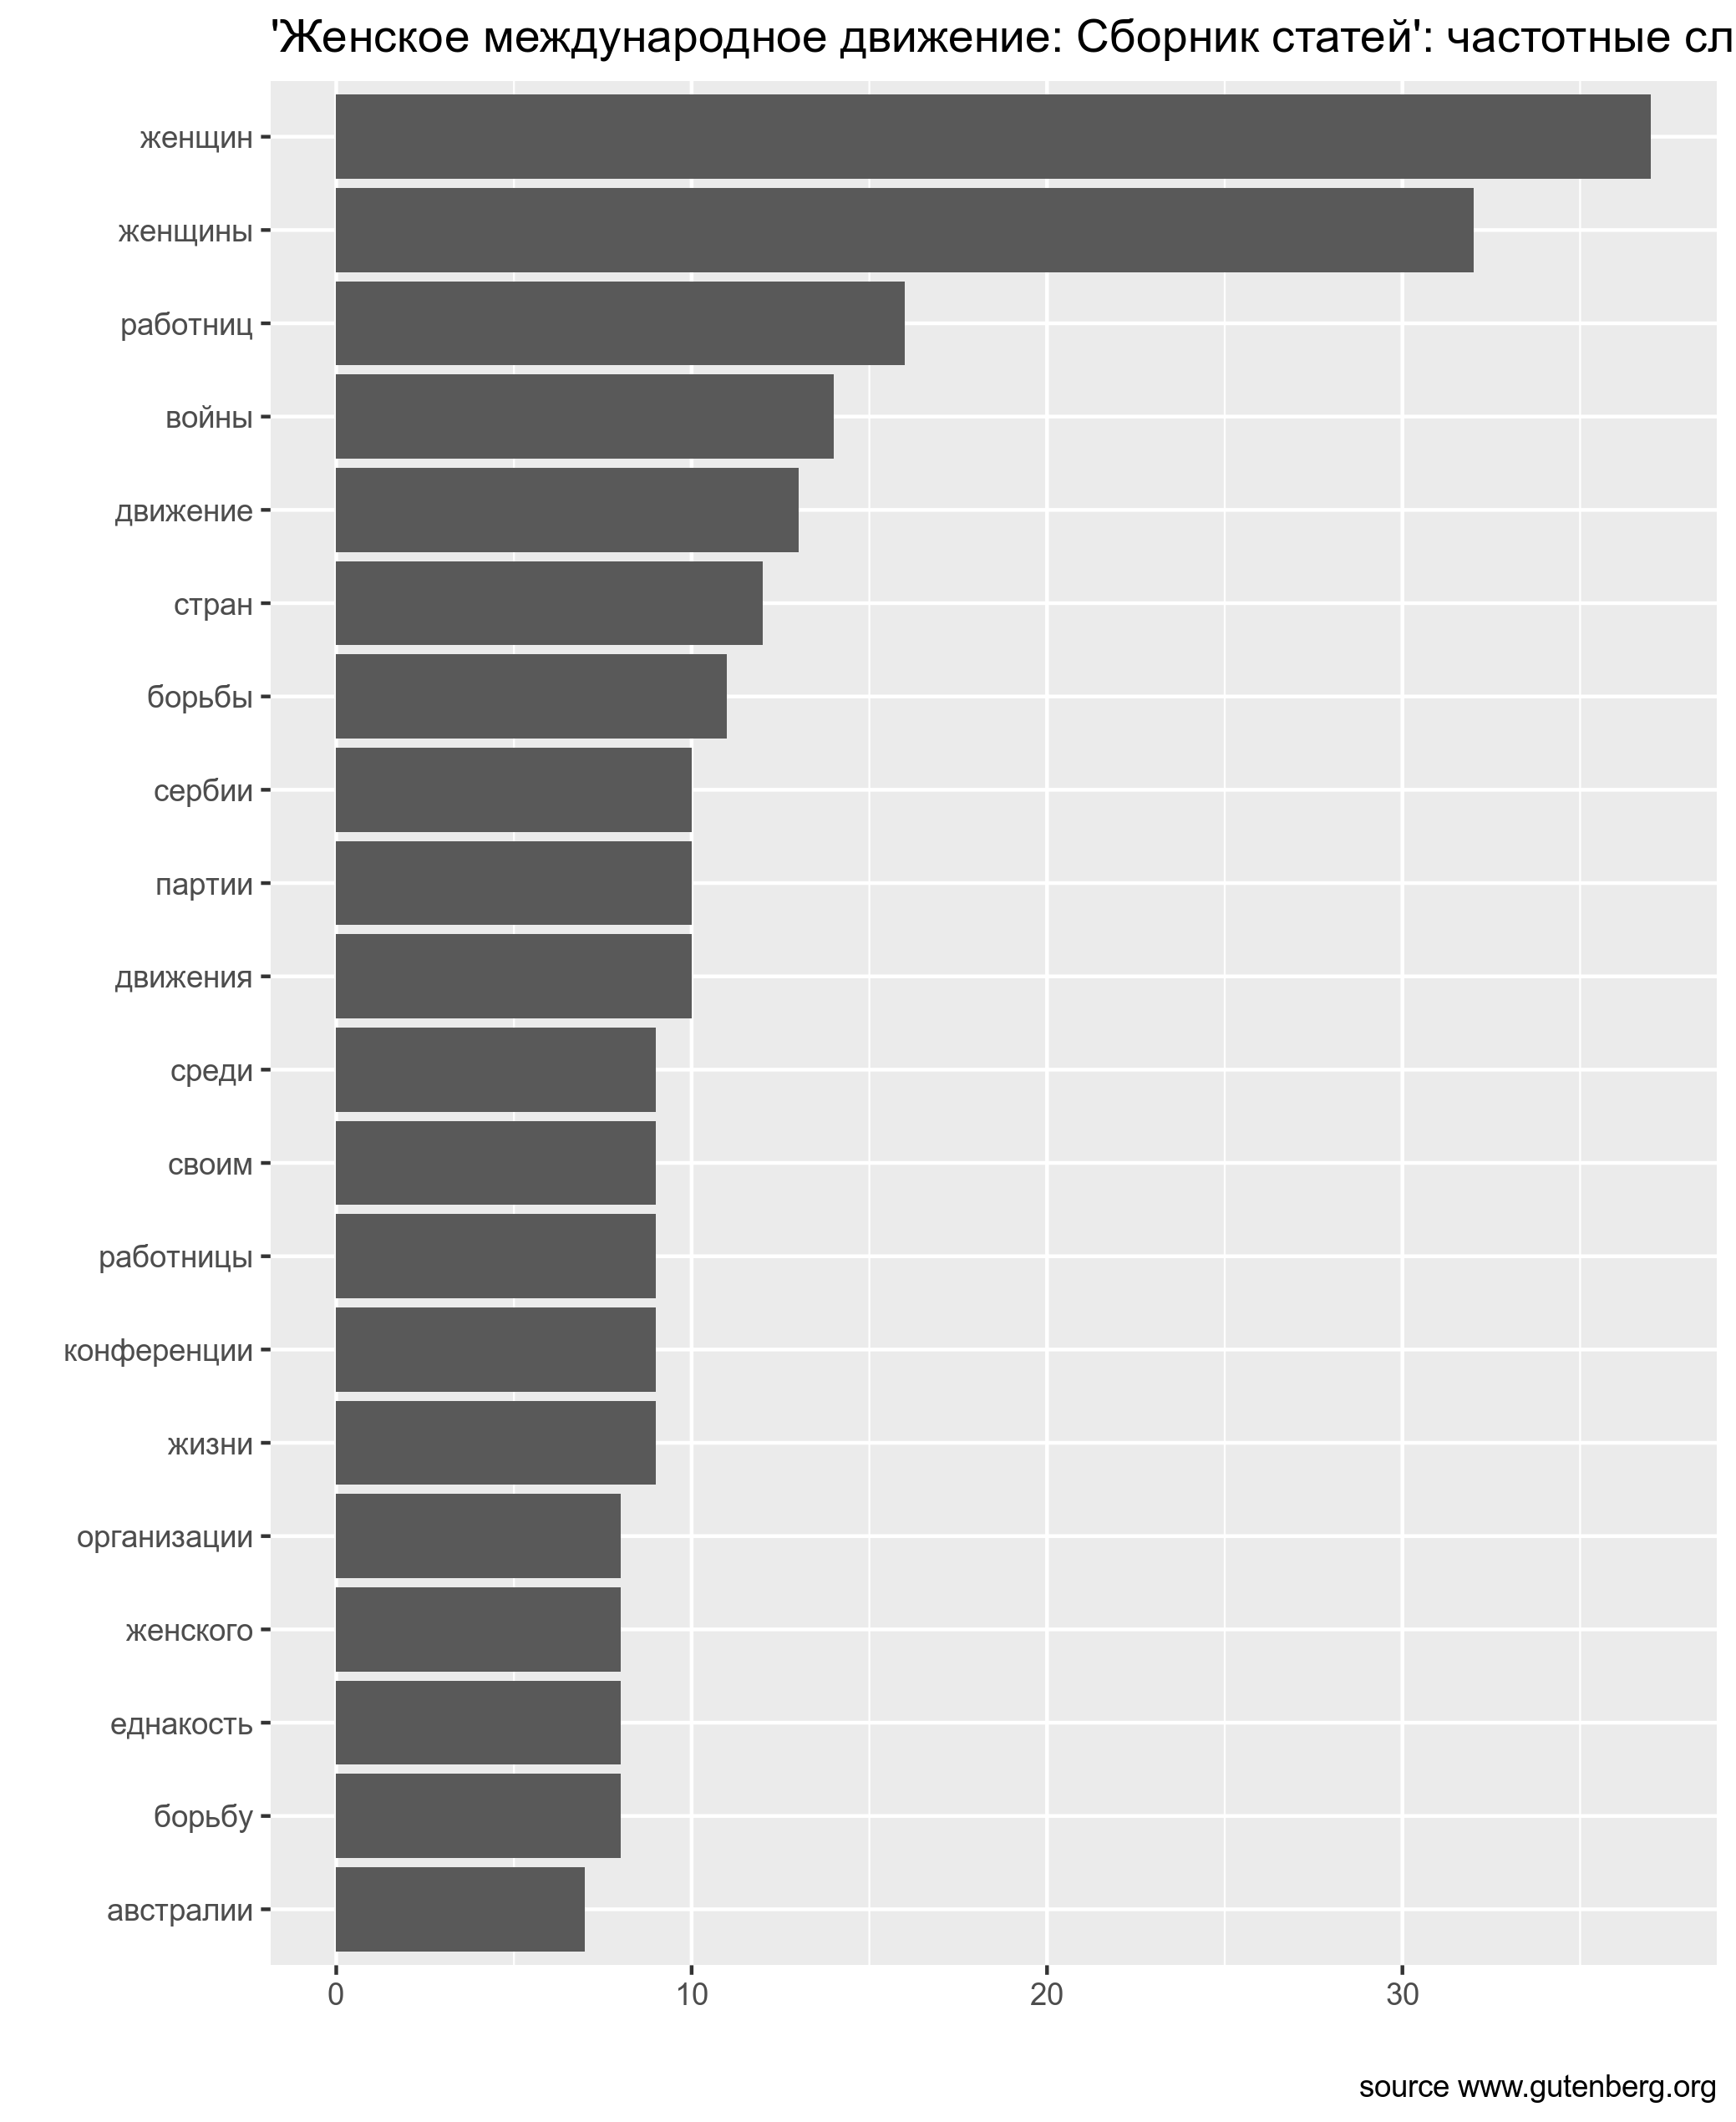 'Женское международное движение: Сборник статей': частотные сл
женщин
женщины
работниц
войны
движение
стран
борьбы
сербии
партии
движения
среди
своим
работницы
конференции
жизни
организации
женского
еднакость
борьбу
австралии
0 10 20 30
source www.gutenberg.org